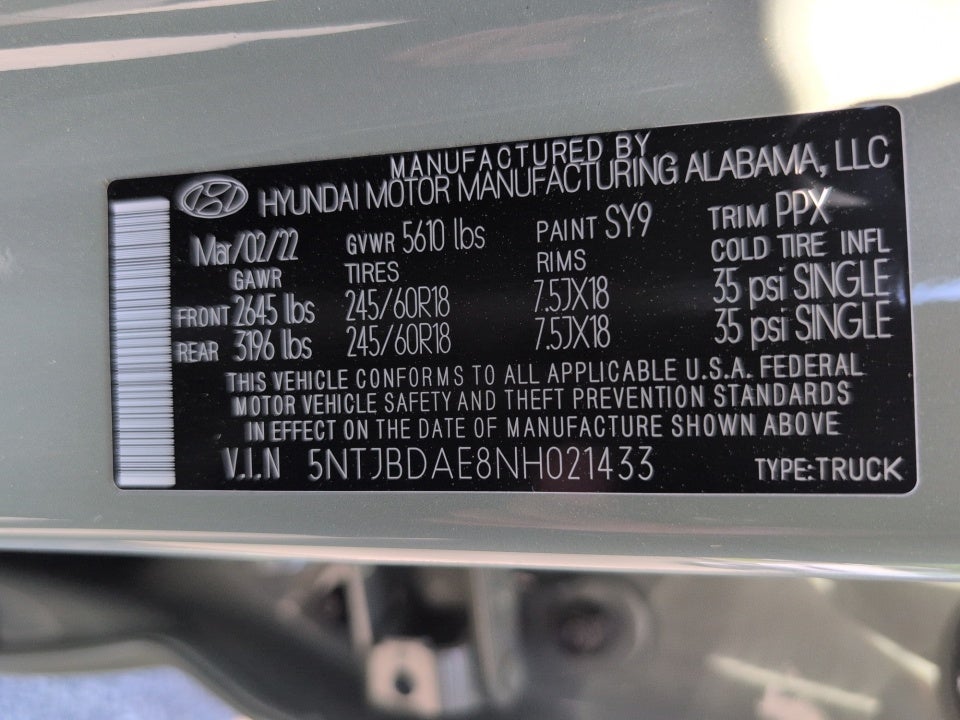 MANUFACTURED BY
HYUNDAI MOTOR MANUFACTURING ALABAMA, LLC
Mar/02/22 GVWR 5610 lbs PAINT SY9 TRIM PPX
GAWR TIRES RIMS COLD TIRE INFL
FRONT 2645 lbs 245/60R18 7.5JX18 35 psi SINGLE
REAR 3196 lbs 245/60R18 7.5JX18 35 psi SINGLE
THIS VEHICLE CONFORMS TO ALL APPLICABLE U.S.A. FEDERAL
MOTOR VEHICLE SAFETY AND THEFT PREVENTION STANDARDS
IN EFFECT ON THE DATE OF MANUFACTURE SHOWN ABOVE
V.I.N 5NTJBDAE8NH021433 TYPE:TRUCK